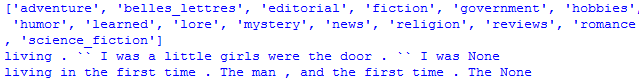 ['adventure', 'belles_lettres', 'editorial', 'fiction', 'government', 'hobbies',
'humor', 'learned', 'lore', 'mystery', 'news', 'religion', 'reviews', 'romance'
, 'science_fiction']
living . `` I was a little girls were the door . `` I was None
living in the first time . The man , and the first time . The None